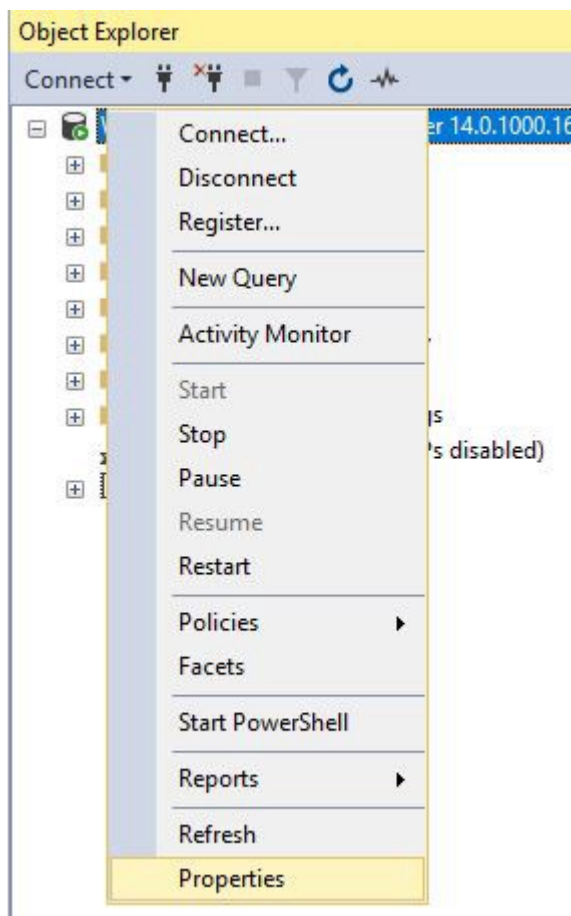 Object Explorer
Connect
er 14.0.1000.16
Connect...
Disconnect
Register...
New Query
Activity Monitor
Start
Stop
gs
Pause
's disabled)
Resume
Restart
Policies
Facets
Start PowerShell
Reports
Refresh
Properties